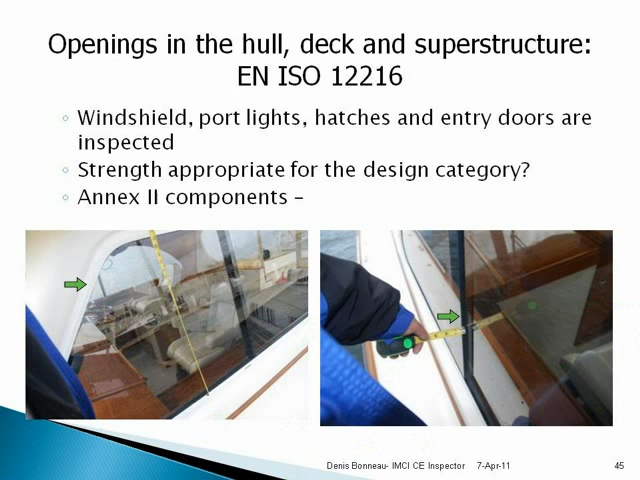 Openings in the hull, deck and superstructure:
EN ISO 12216
Windshield, port lights, hatches and entry doors are
inspected
Strength appropriate for the design category?
Annex II components –
Denis Bonneau- IMCI CE Inspector 7-Apr-11 45